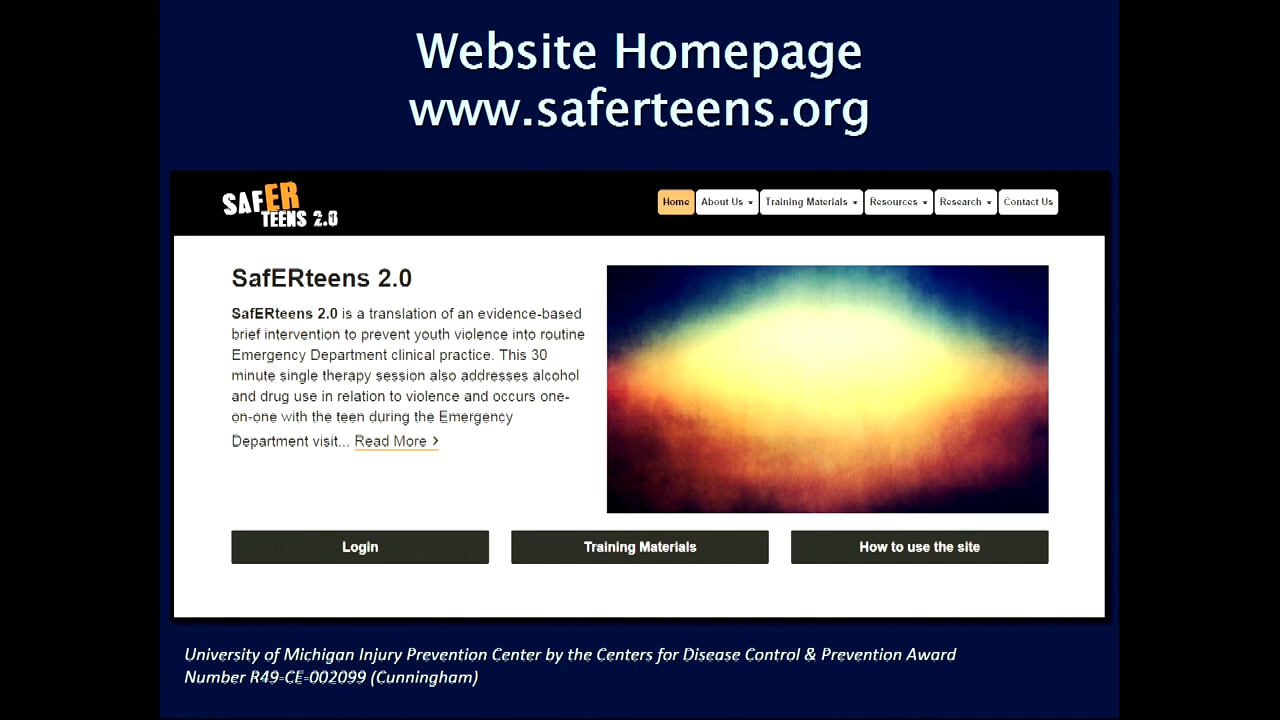 Website Homepage
www.saferteens.org
SAFER
TEENS 2.0
Home About Us Training Materials Resources Research Contact Us
SafERteens 2.0
SafERteens 2.0 is a translation of an evidence-based
brief intervention to prevent youth violence into routine
Emergency Department clinical practice. This 30
minute single therapy session also addresses alcohol
and drug use in relation to violence and occurs one-
on-one with the teen during the Emergency
Department visit... Read More >
Login Training Materials How to use the site
University of Michigan Injury Prevention Center by the Centers for Disease Control & Prevention Award
Number R49-CE-002099 (Cunningham)